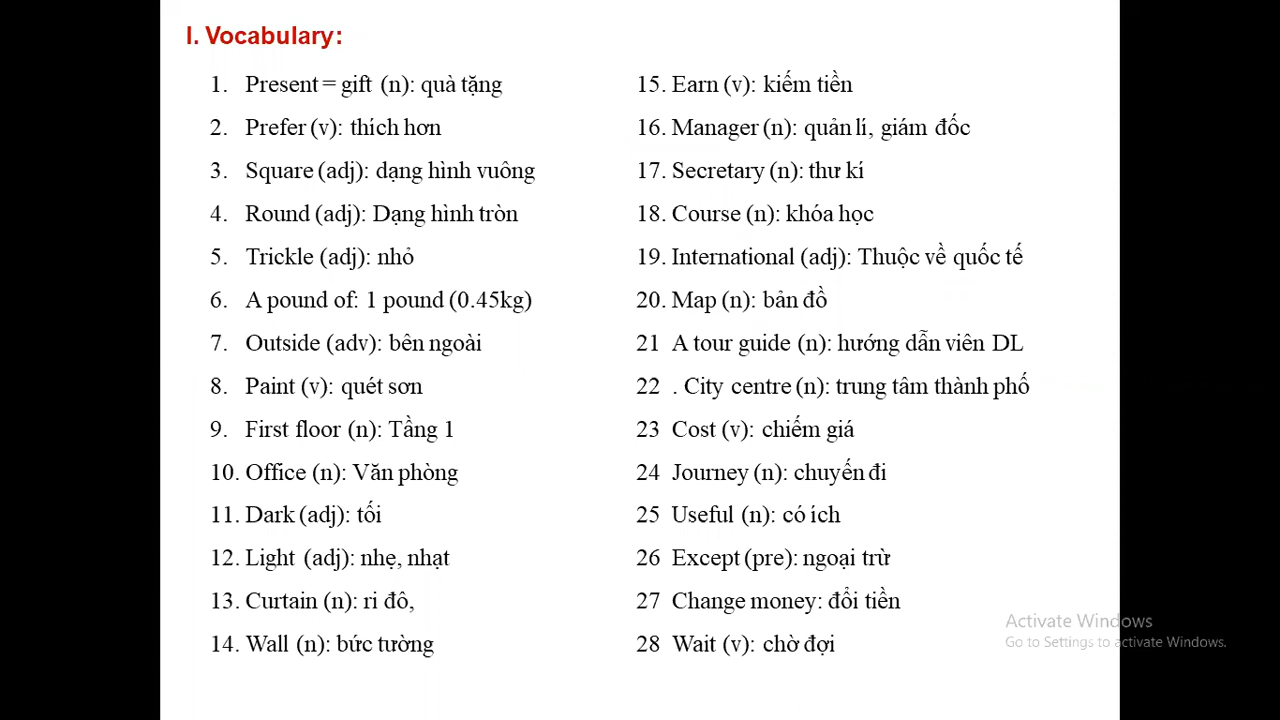 I. Vocabulary:
1. Present = gift (n): quà tặng
2. Prefer (v): thích hơn
3. Square (adj): dạng hình vuông
4. Round (adj): Dạng hình tròn
5. Trickle (adj): nhỏ
6. A pound of: 1 pound (0.45kg)
7. Outside (adv): bên ngoài
8. Paint (v): quét sơn
9. First floor (n): Tầng 1
10. Office (n): Văn phòng
11. Dark (adj): tối
12. Light (adj): nhẹ, nhạt
13. Curtain (n): ri đô,
14. Wall (n): bức tường
15. Earn (v): kiếm tiền
16. Manager (n): quản lí, giám đốc
17. Secretary (n): thư kí
18. Course (n): khóa học
19. International (adj): Thuộc về quốc tế
20. Map (n): bản đồ
21 A tour guide (n): hướng dẫn viên DL
22 . City centre (n): trung tâm thành phố
23 Cost (v): chiếm giá
24 Journey (n): chuyến đi
25 Useful (n): có ích
26 Except (pre): ngoại trừ
27 Change money: đổi tiền
28 Wait (v): chờ đợi
Activate Windows
Go to Settings to activate Windows.